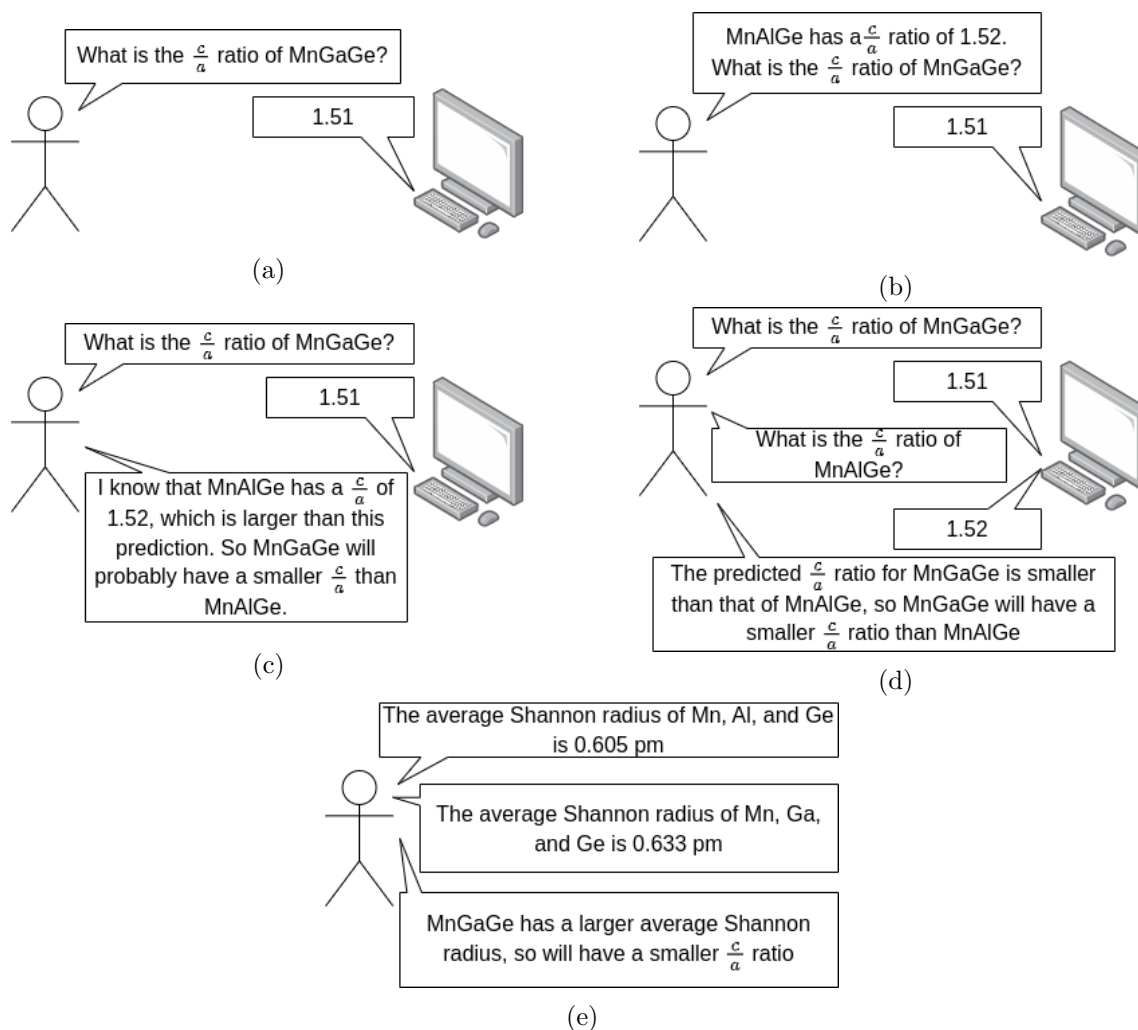 What is the c/a ratio of MnGaGe?
1.51
(a)
MnAlGe has a c/a ratio of 1.52.
What is the c/a ratio of MnGaGe?
1.51
(b)
What is the c/a ratio of MnGaGe?
1.51
I know that MnAlGe has a c/a of
1.52, which is larger than this
prediction. So MnGaGe will
probably have a smaller c/a than
MnAlGe.
(c)
What is the c/a ratio of MnGaGe?
1.51
What is the c/a ratio of
MnAlGe?
1.52
The predicted c/a ratio for MnGaGe is smaller
than that of MnAlGe, so MnGaGe will have a
smaller c/a ratio than MnAlGe
(d)
The average Shannon radius of Mn, Al, and Ge
is 0.605 pm
The average Shannon radius of Mn, Ga,
and Ge is 0.633 pm
MnGaGe has a larger average Shannon
radius, so will have a smaller c/a ratio
(e)